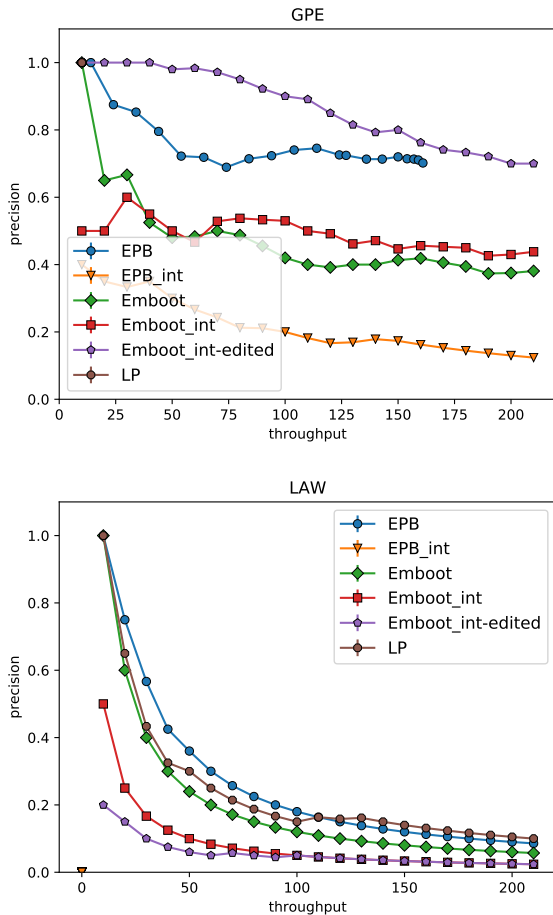 GPE
1.0
0.8
0.6
0.4
0.2
0.0
precision
EPB
EPB_int
Emboot
Emboot_int
Emboot_int-edited
LP
0 25 50 75 100 125 150 175 200
throughput
LAW
1.0
0.8
0.6
0.4
0.2
0.0
precision
EPB
EPB_int
Emboot
Emboot_int
Emboot_int-edited
LP
0 50 100 150 200
throughput